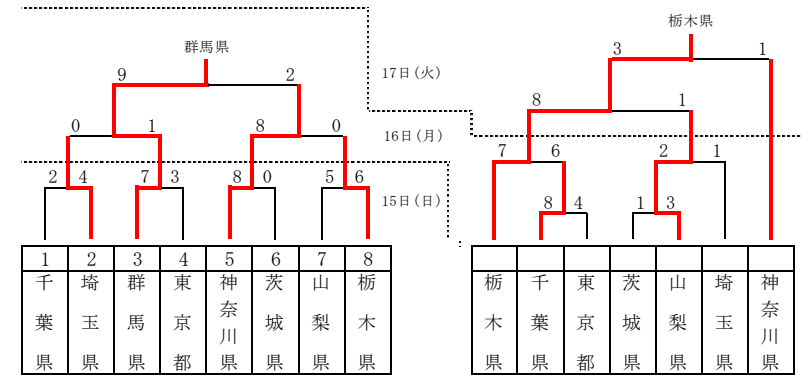 群馬県
栃木県
9 2
3 1
17日(火)
8 1
0 1 8 0
16日(月)
7 6 2 1
2 4 7 3 8 0 5 6
15日(日)
8 4 1 3
1 2 3 4 5 6 7 8
千葉県 埼玉県 群馬県 東京都 神奈川県 茨城県 山梨県 栃木県
栃木県 千葉県 東京都 茨城県 山梨県 埼玉県 神奈川県